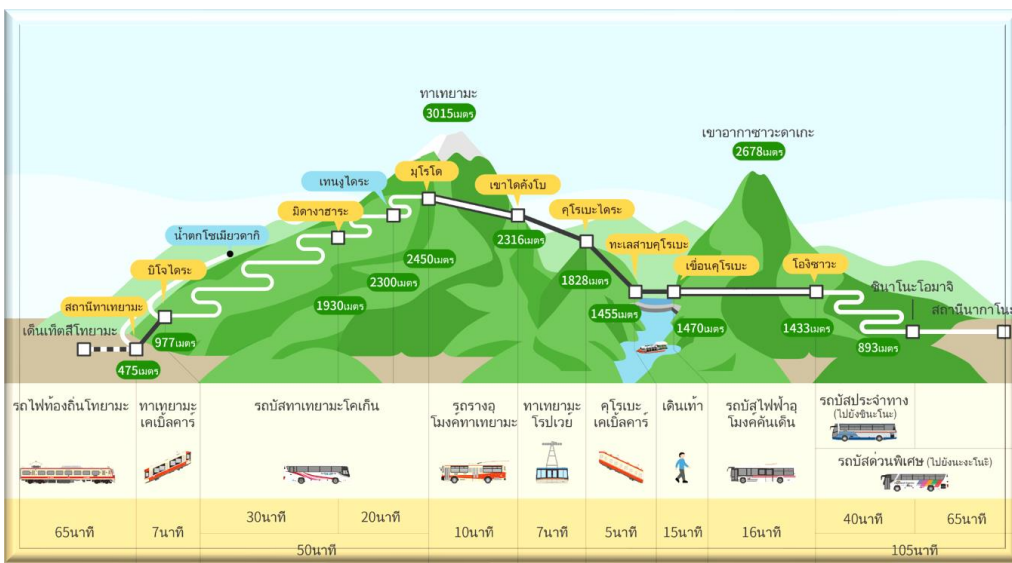 ทาเทยามะ
3015เมตร
เขาอากาซาวะดาเกะ
2678เมตร
เทนงูไดระ
มุโรโด
เขาไดคังโบ
มิดางาฮาระ
คุโรเบะไดระ
น้ำตกโชเมียวดากิ
ทะเลสาบคุโรเบะ
2316เมตร
บิโจไดระ
2450เมตร
เขื่อนคุโรเบะ
โองิซาวะ
2300เมตร
1828เมตร
ชินาโนะโอมาจิ
สถานีทาเทยามะ
1930เมตร
1455เมตร
สถานีนากาโนะ
เด็นเท็ตสึโทยามะ
977เมตร
1470เมตร
1433เมตร
893เมตร
475เมตร
รถไฟท้องถิ่นโทยามะ
ทาเทยามะ
เคเบิ้ลคาร์
รถบัสทาเทยามะโคเก็น
รถรางอุ
โมงค์ทาเทยามะ
ทาเทยามะ
โรปเวย์
คุโรเบะ
เคเบิ้ลคาร์
เดินเท้า
รถบัสไฟฟ้าอุ
โมงค์คันเด็น
รถบัสประจำทาง
(ไปยังชินะโนะ)
รถบัสด่วนพิเศษ (ไปยังนะงะโนะ)
65นาที
7นาที
30นาที
20นาที
50นาที
10นาที
7นาที
5นาที
15นาที
16นาที
40นาที
65นาที
105นาที